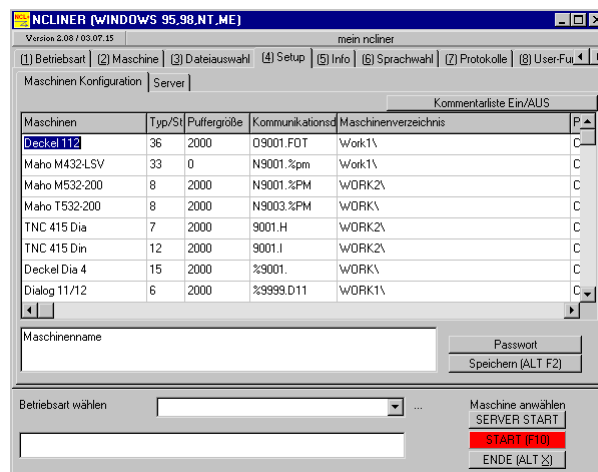 NCLINER (WINDOWS 95,98,NT,ME)
Version 2.08 / 03.07.15 mein ncliner
(1) Betriebsart (2) Maschine (3) Dateiauswahl (4) Setup (5) Info (6) Sprachwahl (7) Protokolle (8) User-Fu
Maschinen Konfiguration Server
Kommentarliste Ein/AUS
Maschinen Typ/St Puffergröße Kommunikationsd Maschinenverzeichnis P
Deckel 112 36 2000 O9001.FOT Work1\ C
Maho M432-LSV 33 0 N9001.%pm Work1\ C
Maho M532-200 8 2000 N9001.%PM WORK2\ C
Maho T532-200 8 2000 N9003.%PM WORK\ C
TNC 415 Dia 7 2000 9001.H WORK2\ C
TNC 415 Din 12 2000 9001.I WORK2\ C
Deckel Dia 4 15 2000 %9001. WORK\ C
Dialog 11/12 6 2000 %9999.D11 WORK1\ C
Maschinenname
Passwort
Speichern (ALT F2)
Betriebsart wählen ... Maschine anwählen
SERVER START
START (F10)
ENDE (ALT X)